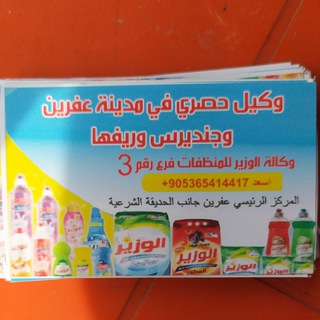 وكيل حصري في مدينة عفرين
وجنديرس وريفها
وكالة الوزير للمنظفات فرع رقم 3
أسعد 905365414417+
المركز الرئيسي عفرين جانب الحديقة الشرعية
الوزير
الوزير
الوزير